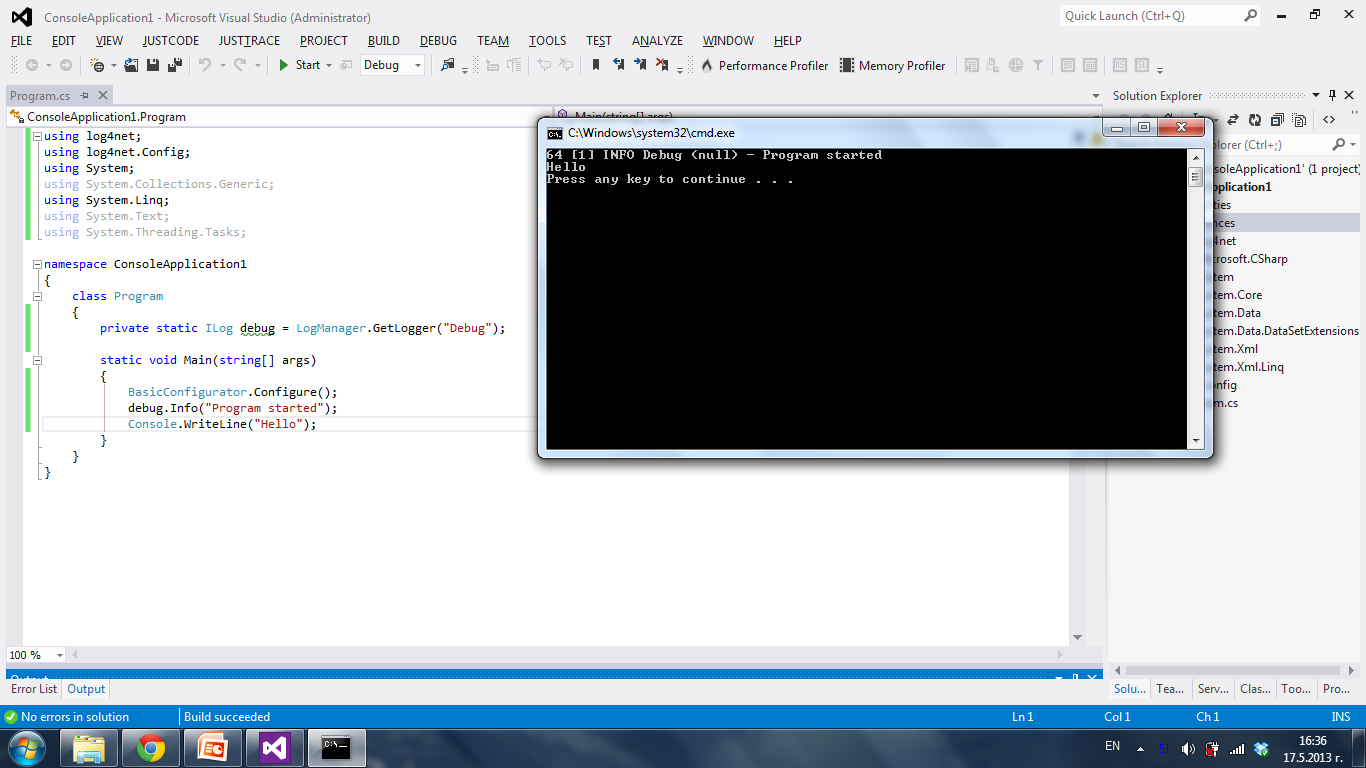 ConsoleApplication1 - Microsoft Visual Studio (Administrator)
Quick Launch (Ctrl+Q)
FILE EDIT VIEW JUSTCODE JUSTTRACE PROJECT BUILD DEBUG TEAM TOOLS TEST ANALYZE WINDOW HELP
Start Debug Performance Profiler Memory Profiler
Program.cs
Solution Explorer
ConsoleApplication1.Program
Main(string[] args)
using log4net;
using log4net.Config;
using System;
using System.Collections.Generic;
using System.Linq;
using System.Text;
using System.Threading.Tasks;
namespace ConsoleApplication1
{
class Program
{
private static ILog debug = LogManager.GetLogger("Debug");
static void Main(string[] args)
{
BasicConfigurator.Configure();
debug.Info("Program started");
Console.WriteLine("Hello");
}
}
}
C:\Windows\system32\cmd.exe
64 [1] INFO Debug (null) - Program started
Hello
Press any key to continue . . .
plorer (Ctrl+;)
soleApplication1' (1 project)
pplication1
ties
nces
4net
rosoft.CSharp
tem
tem.Core
tem.Data
tem.Data.DataSetExtensions
tem.Xml
tem.Xml.Linq
onfig
m.cs
100 %
Output
Error List Output
Solu... Tea... Serv... Clas... Too... Pro...
No errors in solution Build succeeded Ln 1 Col 1 Ch 1 INS
EN
16:36
17.5.2013 г.